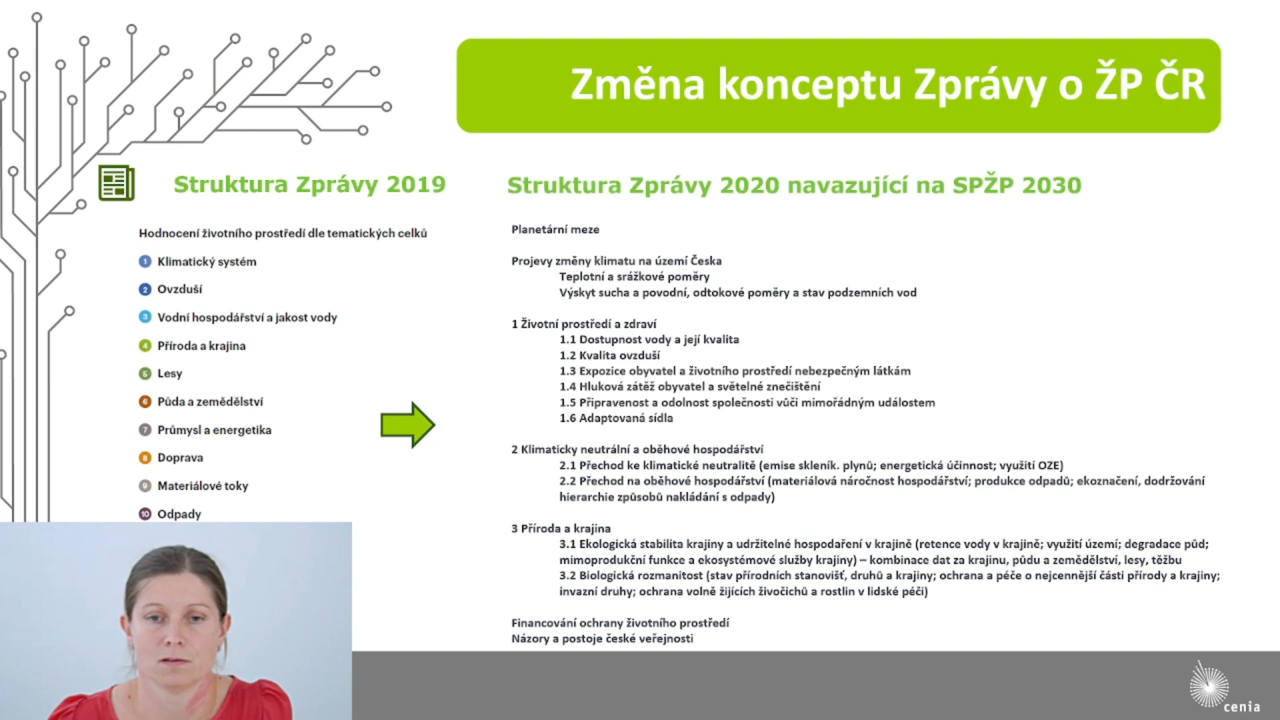 Změna konceptu Zprávy o ŽP ČR
Struktura Zprávy 2019
Hodnocení životního prostředí dle tematických celků
1 Klimatický systém
2 Ovzduší
3 Vodní hospodářství a jakost vody
4 Příroda a krajina
5 Lesy
6 Půda a zemědělství
7 Průmysl a energetika
8 Doprava
9 Materiálové toky
10 Odpady
Struktura Zprávy 2020 navazující na SPŽP 2030
Planetární meze
Projevy změny klimatu na území Česka
Teplotní a srážkové poměry
Výskyt sucha a povodní, odtokové poměry a stav podzemních vod
1 Životní prostředí a zdraví
1.1 Dostupnost vody a její kvalita
1.2 Kvalita ovzduší
1.3 Expozice obyvatel a životního prostředí nebezpečným látkám
1.4 Hluková zátěž obyvatel a světelné znečištění
1.5 Připravenost a odolnost společnosti vůči mimořádným událostem
1.6 Adaptovaná sídla
2 Klimaticky neutrální a oběhové hospodářství
2.1 Přechod ke klimatické neutralitě (emise skleník. plynů; energetická účinnost; využití OZE)
2.2 Přechod na oběhové hospodářství (materiálová náročnost hospodářství; produkce odpadů; ekoznačení, dodržování
hierarchie způsobů nakládání s odpady)
3 Příroda a krajina
3.1 Ekologická stabilita krajiny a udržitelné hospodaření v krajině (retence vody v krajině; využití území; degradace půd;
mimoprodukční funkce a ekosystémové služby krajiny) – kombinace dat za krajinu, půdu a zemědělství, lesy, těžbu
3.2 Biologická rozmanitost (stav přírodních stanovišť, druhů a krajiny; ochrana a péče o nejcennější části přírody a krajiny;
invazní druhy; ochrana volně žijících živočichů a rostlin v lidské péči)
Financování ochrany životního prostředí
Názory a postoje české veřejnosti
cenia